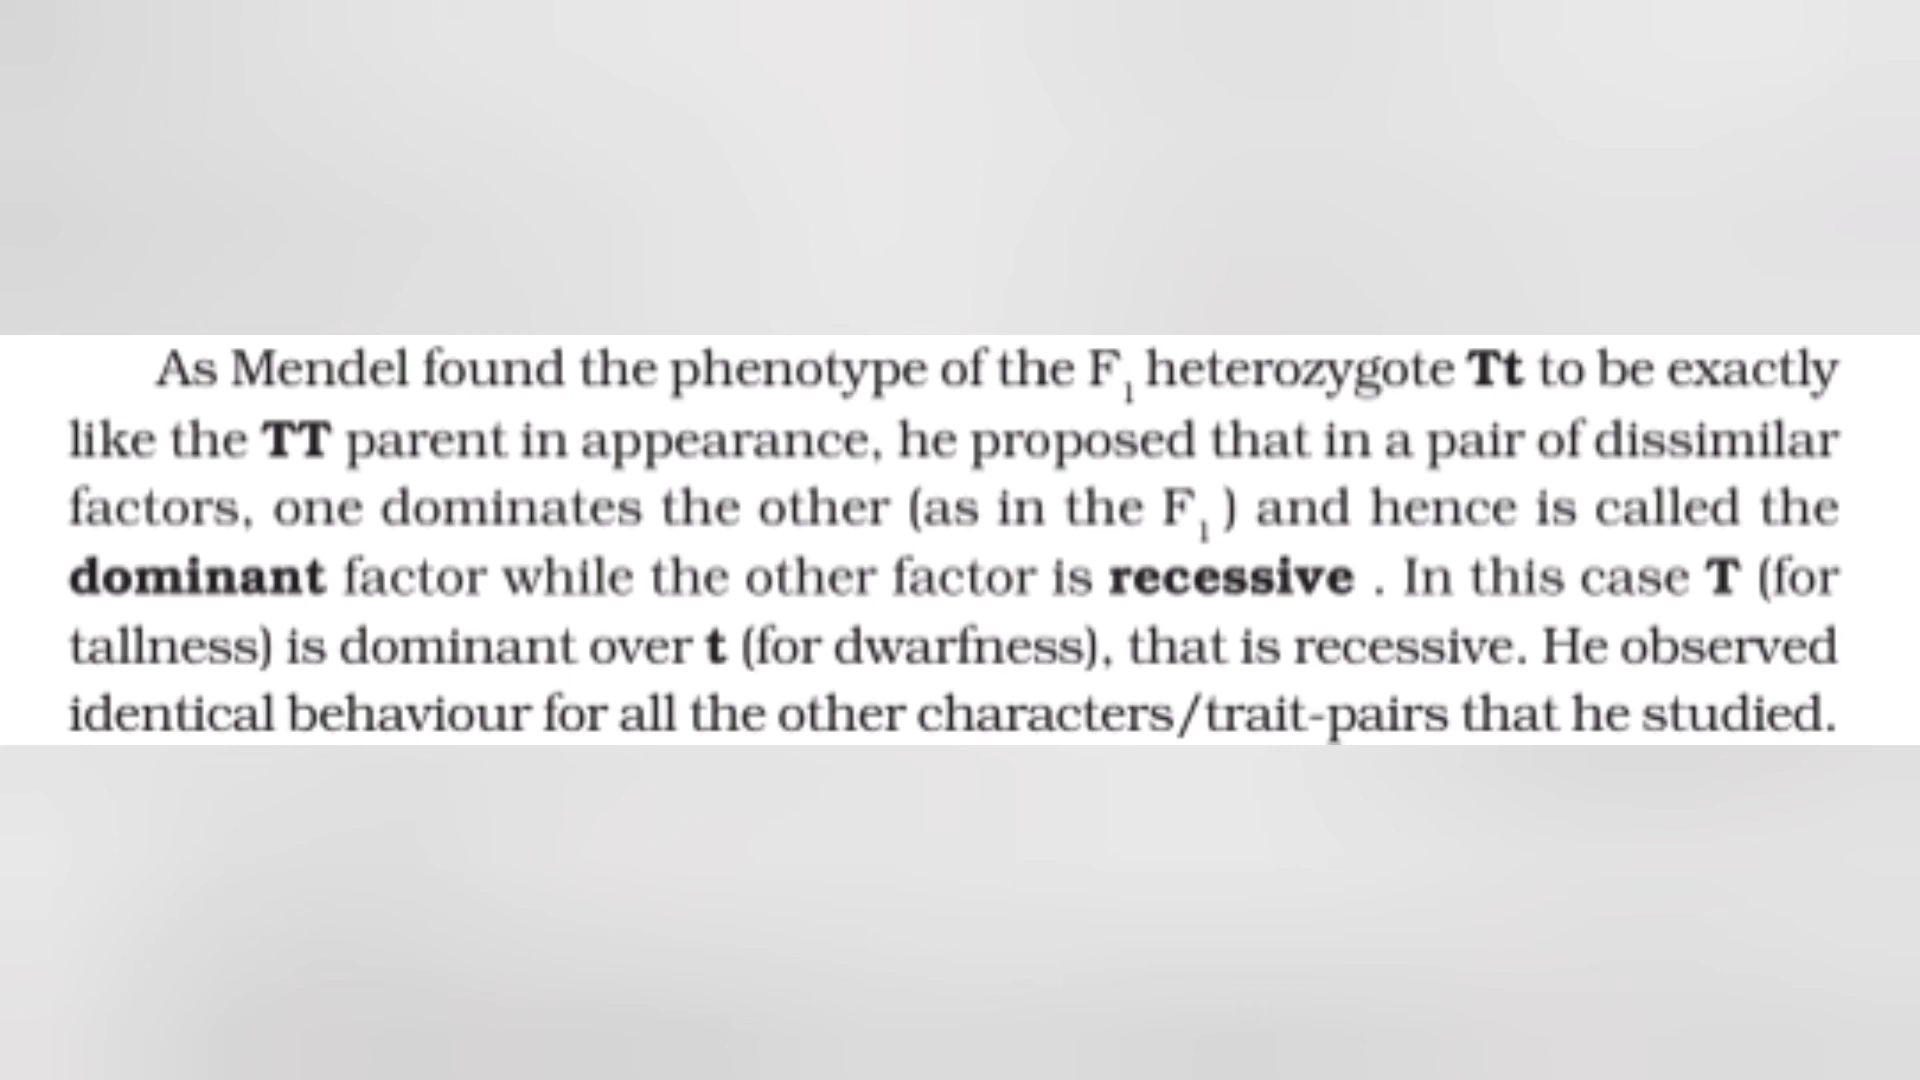 As Mendel found the phenotype of the F₁ heterozygote Tt to be exactly
like the TT parent in appearance, he proposed that in a pair of dissimilar
factors, one dominates the other (as in the F₁ ) and hence is called the
dominant factor while the other factor is recessive . In this case T (for
tallness) is dominant over t (for dwarfness), that is recessive. He observed
identical behaviour for all the other characters/trait-pairs that he studied.